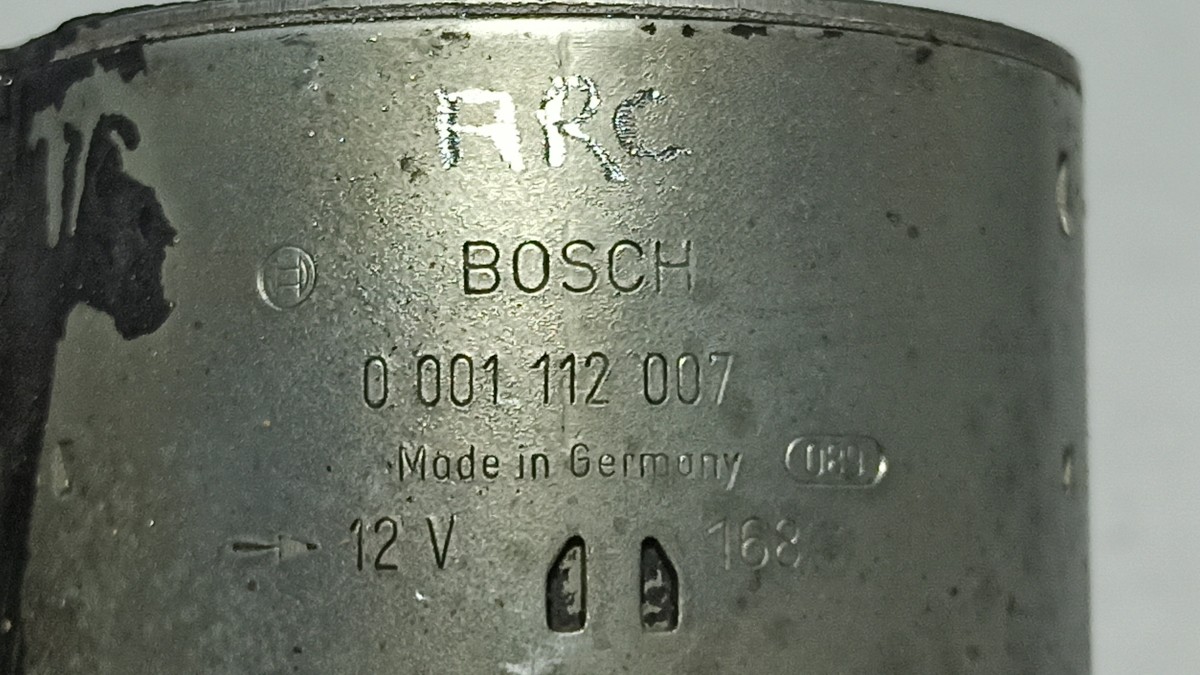 ARC
BOSCH
0 001 112 007
Made in Germany 089
12 V 168